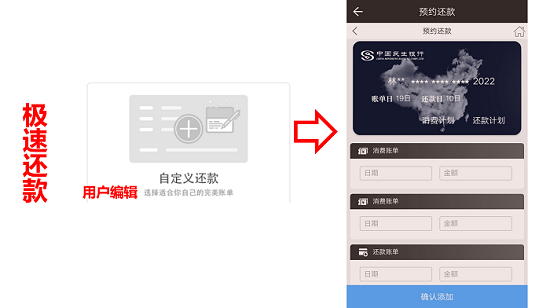 极速还款
自定义还款
用户编辑
选择适合你自己的完美账单
预约还款
预约还款
中国民生银行
林** **** **** **** 2022
账单日 19日 还款日 10日
消费计划 还款计划
消费账单
日期 金额
消费账单
日期 金额
还款账单
日期 金额
确认添加